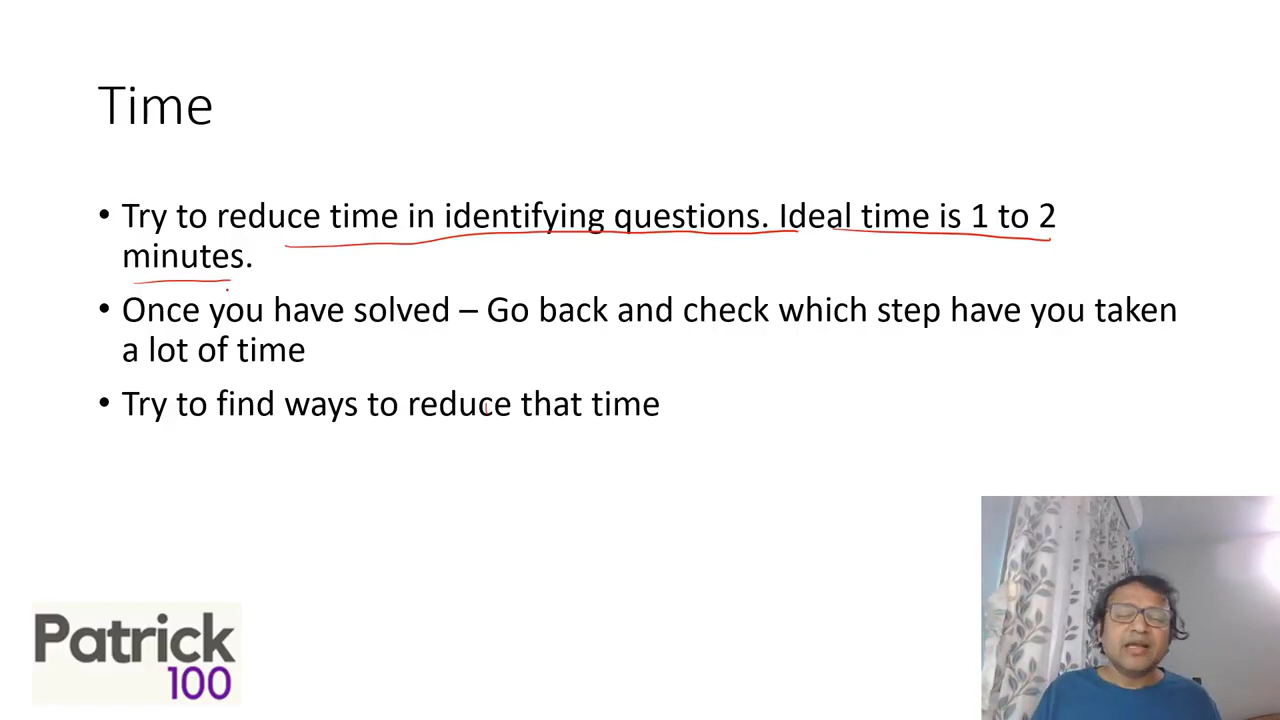 Time
• Try to reduce time in identifying questions. Ideal time is 1 to 2
minutes.
• Once you have solved – Go back and check which step have you taken
a lot of time
• Try to find ways to reduce that time
Patrick
100